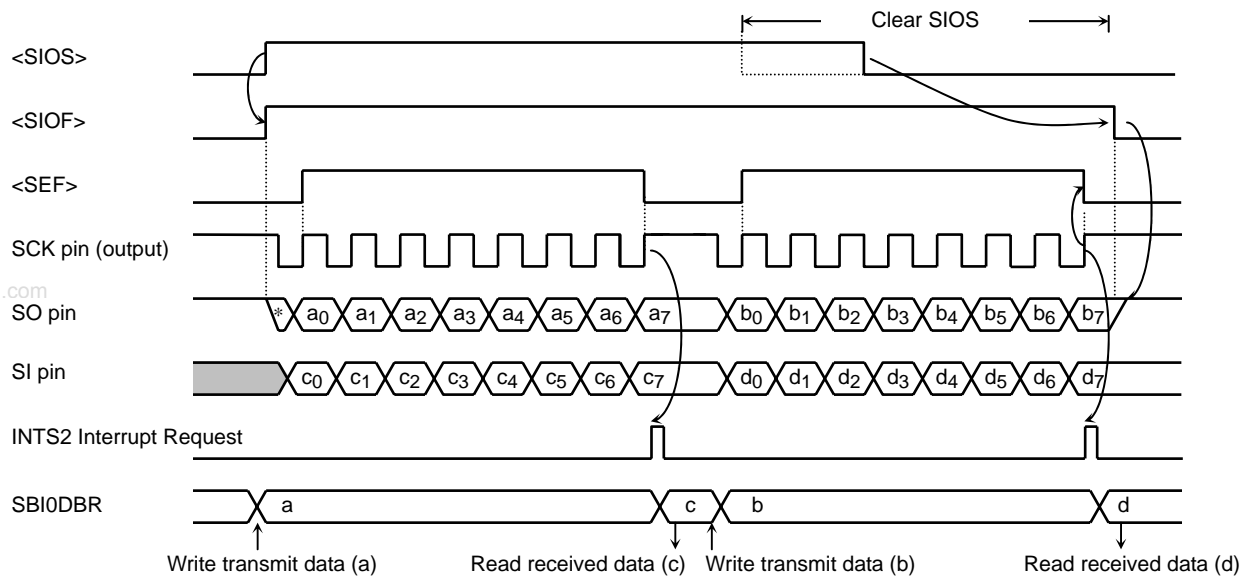 Clear SIOS
<SIOS>
<SIOF>
<SEF>
SCK pin (output)
.com
SO pin * a0 a1 a2 a3 a4 a5 a6 a7 b0 b1 b2 b3 b4 b5 b6 b7
SI pin c0 c1 c2 c3 c4 c5 c6 c7 d0 d1 d2 d3 d4 d5 d6 d7
INTS2 Interrupt Request
SBI0DBR a c b d
Write transmit data (a) Read received data (c) Write transmit data (b) Read received data (d)